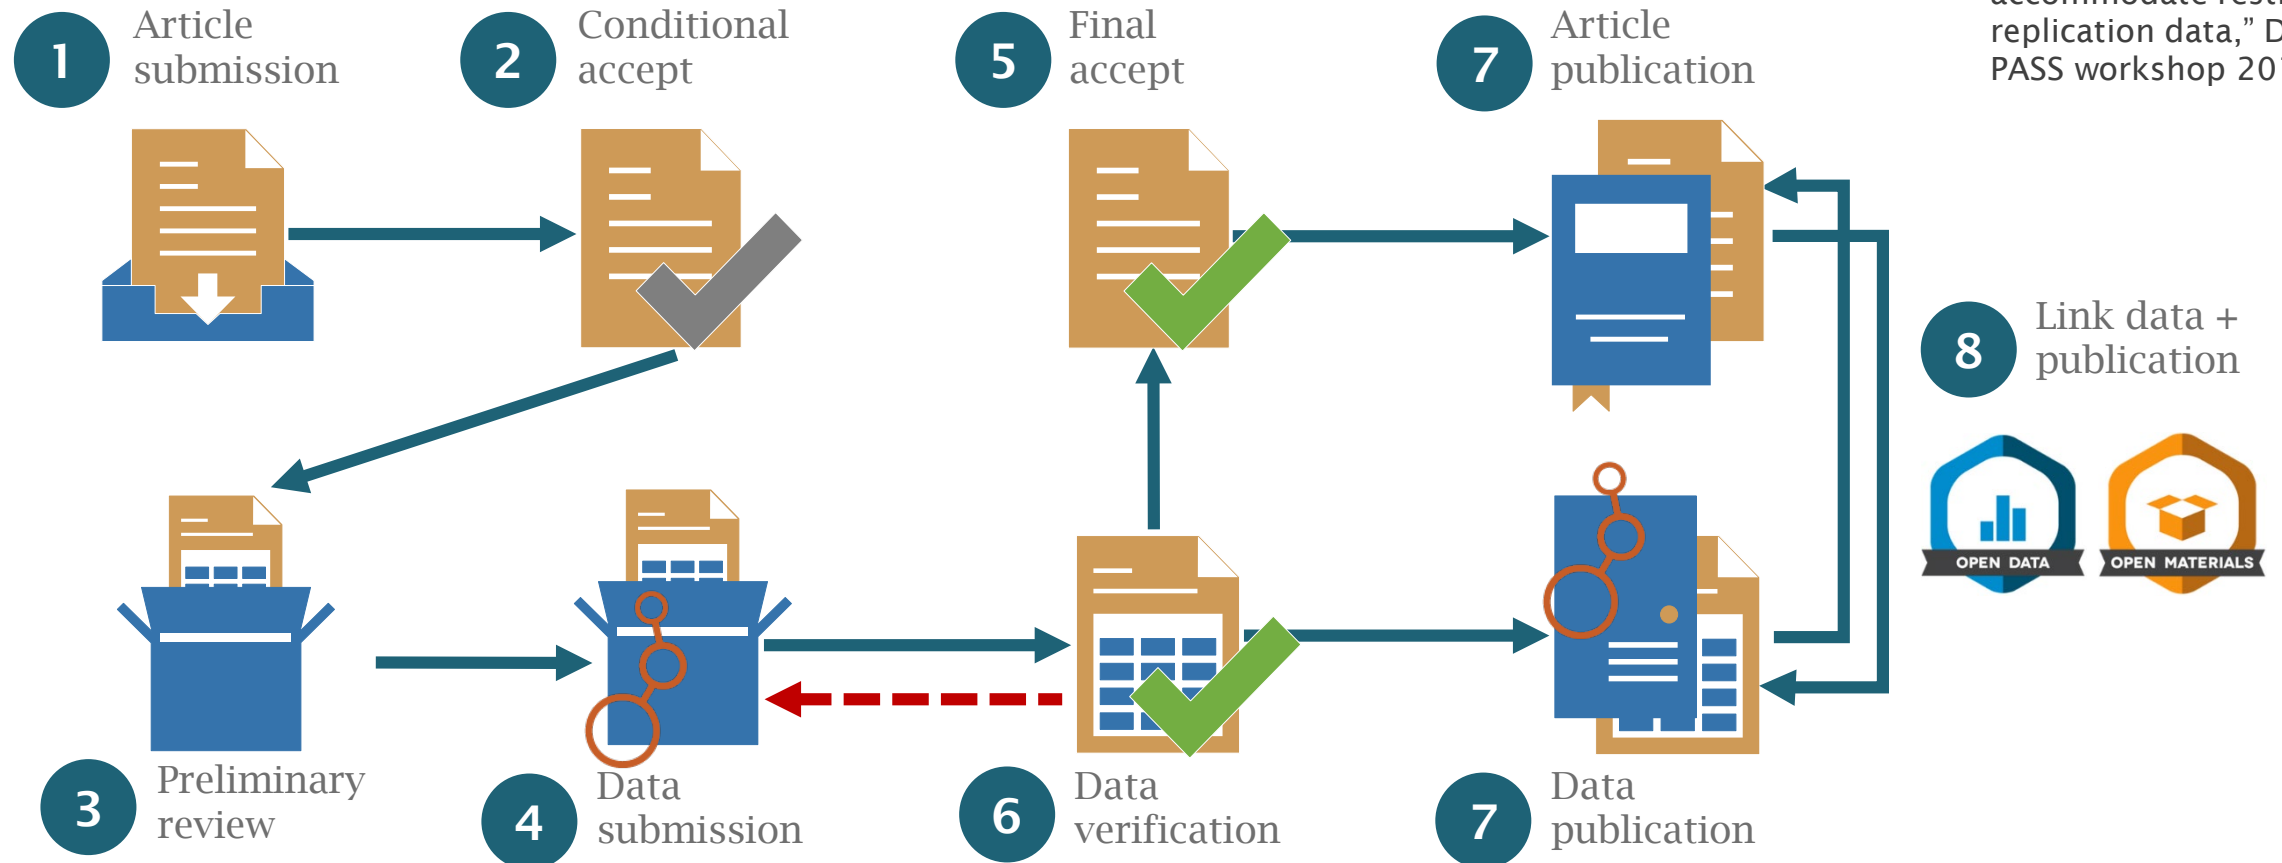 1
Article
submission
2
Conditional
accept
5
Final
accept
7
Article
publication
replication data,” D
PASS workshop 20
8
Link data +
publication
OPEN DATA
OPEN MATERIALS
3
Preliminary
review
4
Data
submission
6
Data
verification
7
Data
publication